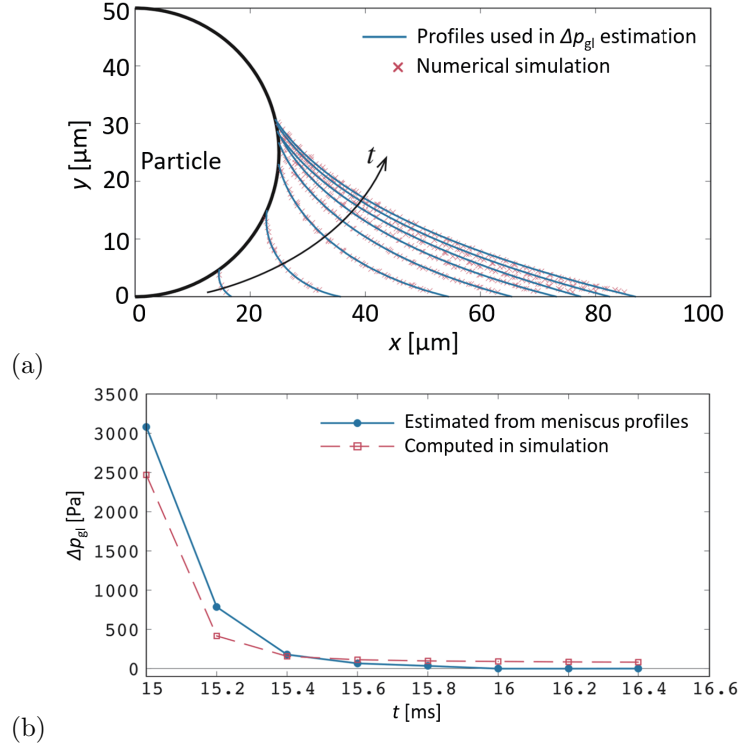 50
40
30
20
10
0
y [µm]
Profiles used in Δp_gl estimation
Numerical simulation
Particle
t
0 20 40 60 80 100
x [µm]
(a)
3500
3000
2500
2000
1500
1000
500
0
Δp_gl [Pa]
Estimated from meniscus profiles
Computed in simulation
15 15.2 15.4 15.6 15.8 16 16.2 16.4 16.6
t [ms]
(b)